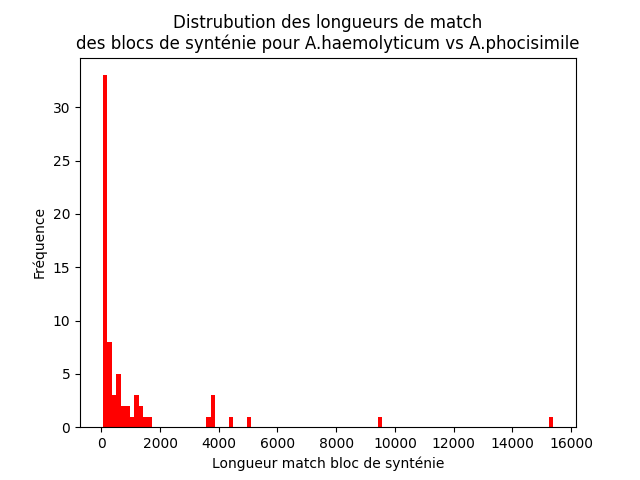 Distrubution des longueurs de match
des blocs de synténie pour A.haemolyticum vs A.phocisimile
Fréquence
30
25
20
15
10
5
0
0 2000 4000 6000 8000 10000 12000 14000 16000
Longueur match bloc de synténie